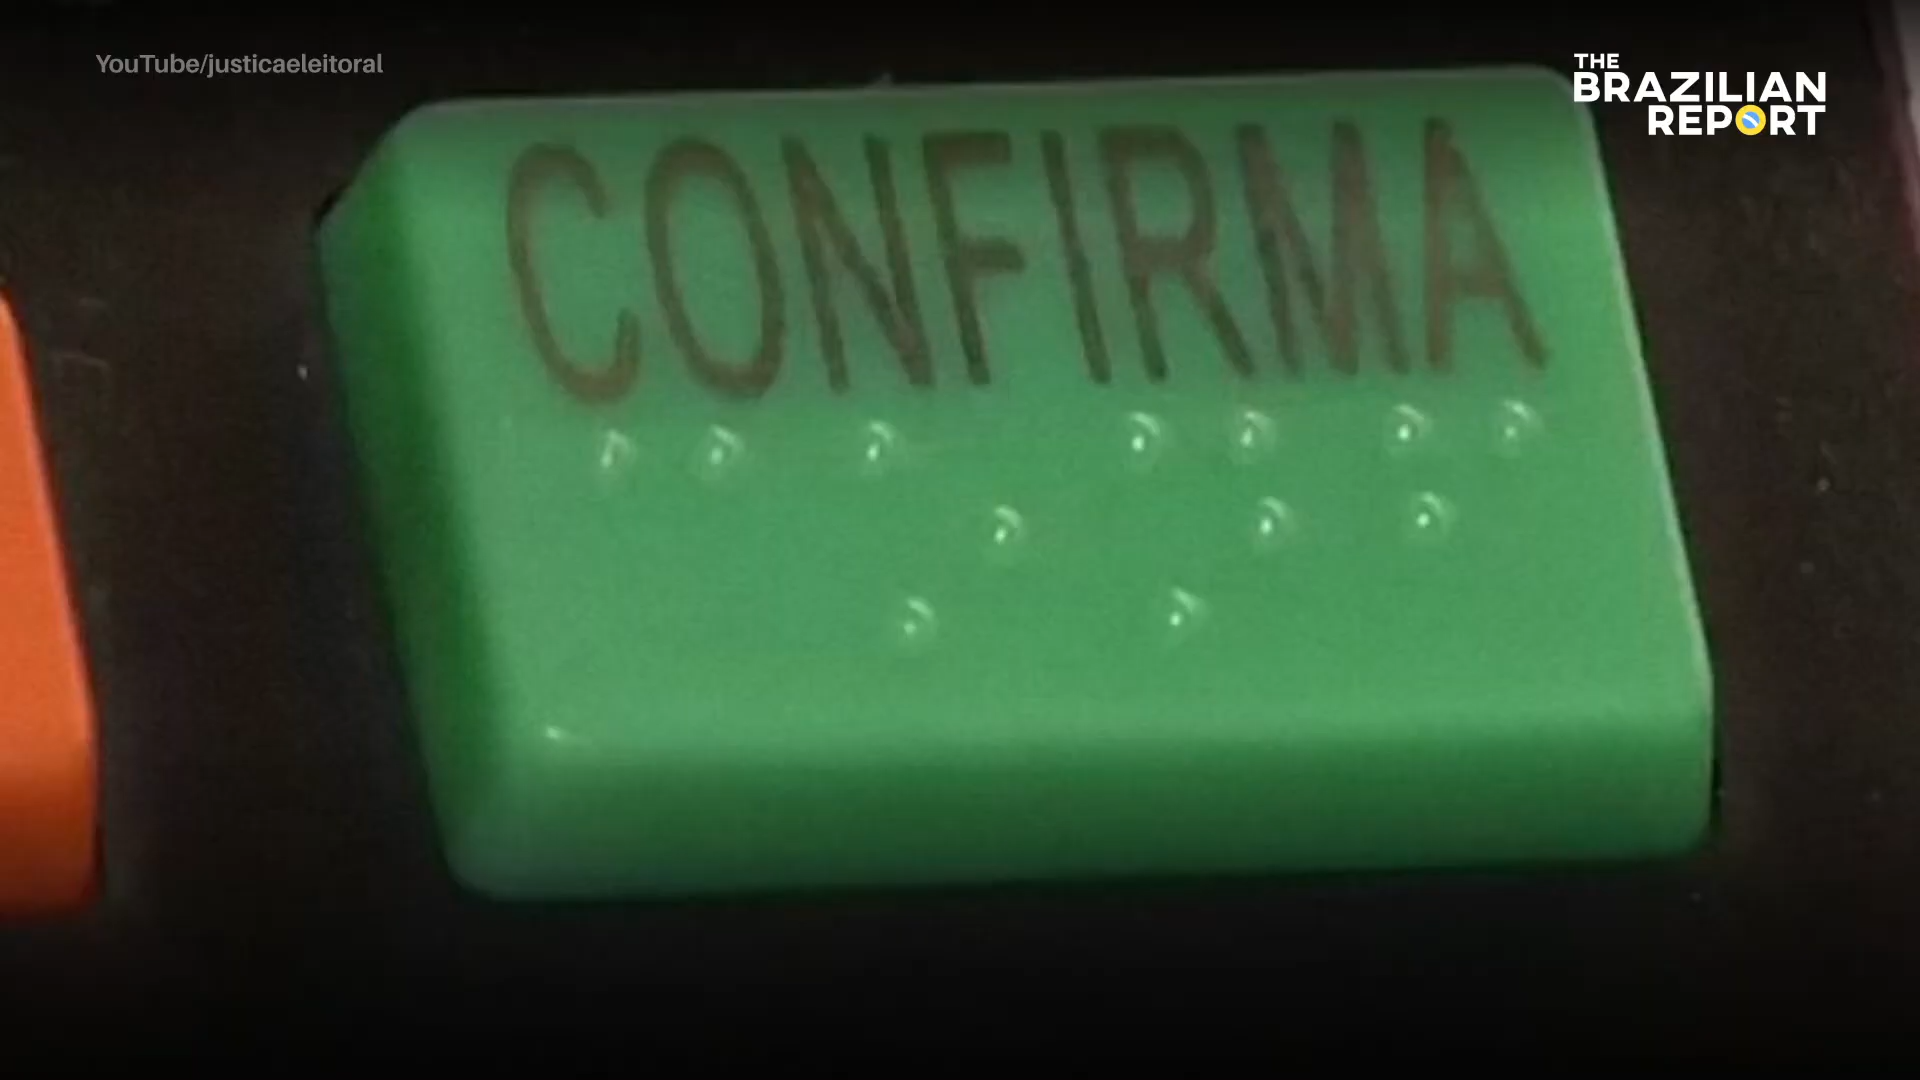 YouTube/justicaeleitoral
THE
BRAZILIAN
REPORT
CONFIRMA
⠉⠕⠝⠋